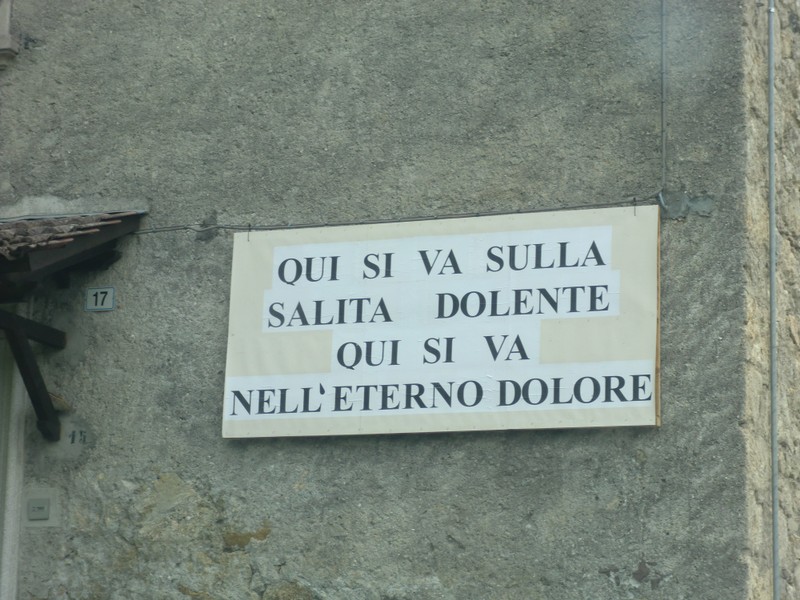 QUI SI VA SULLA
SALITA DOLENTE
QUI SI VA
NELL'ETERNO DOLORE
17